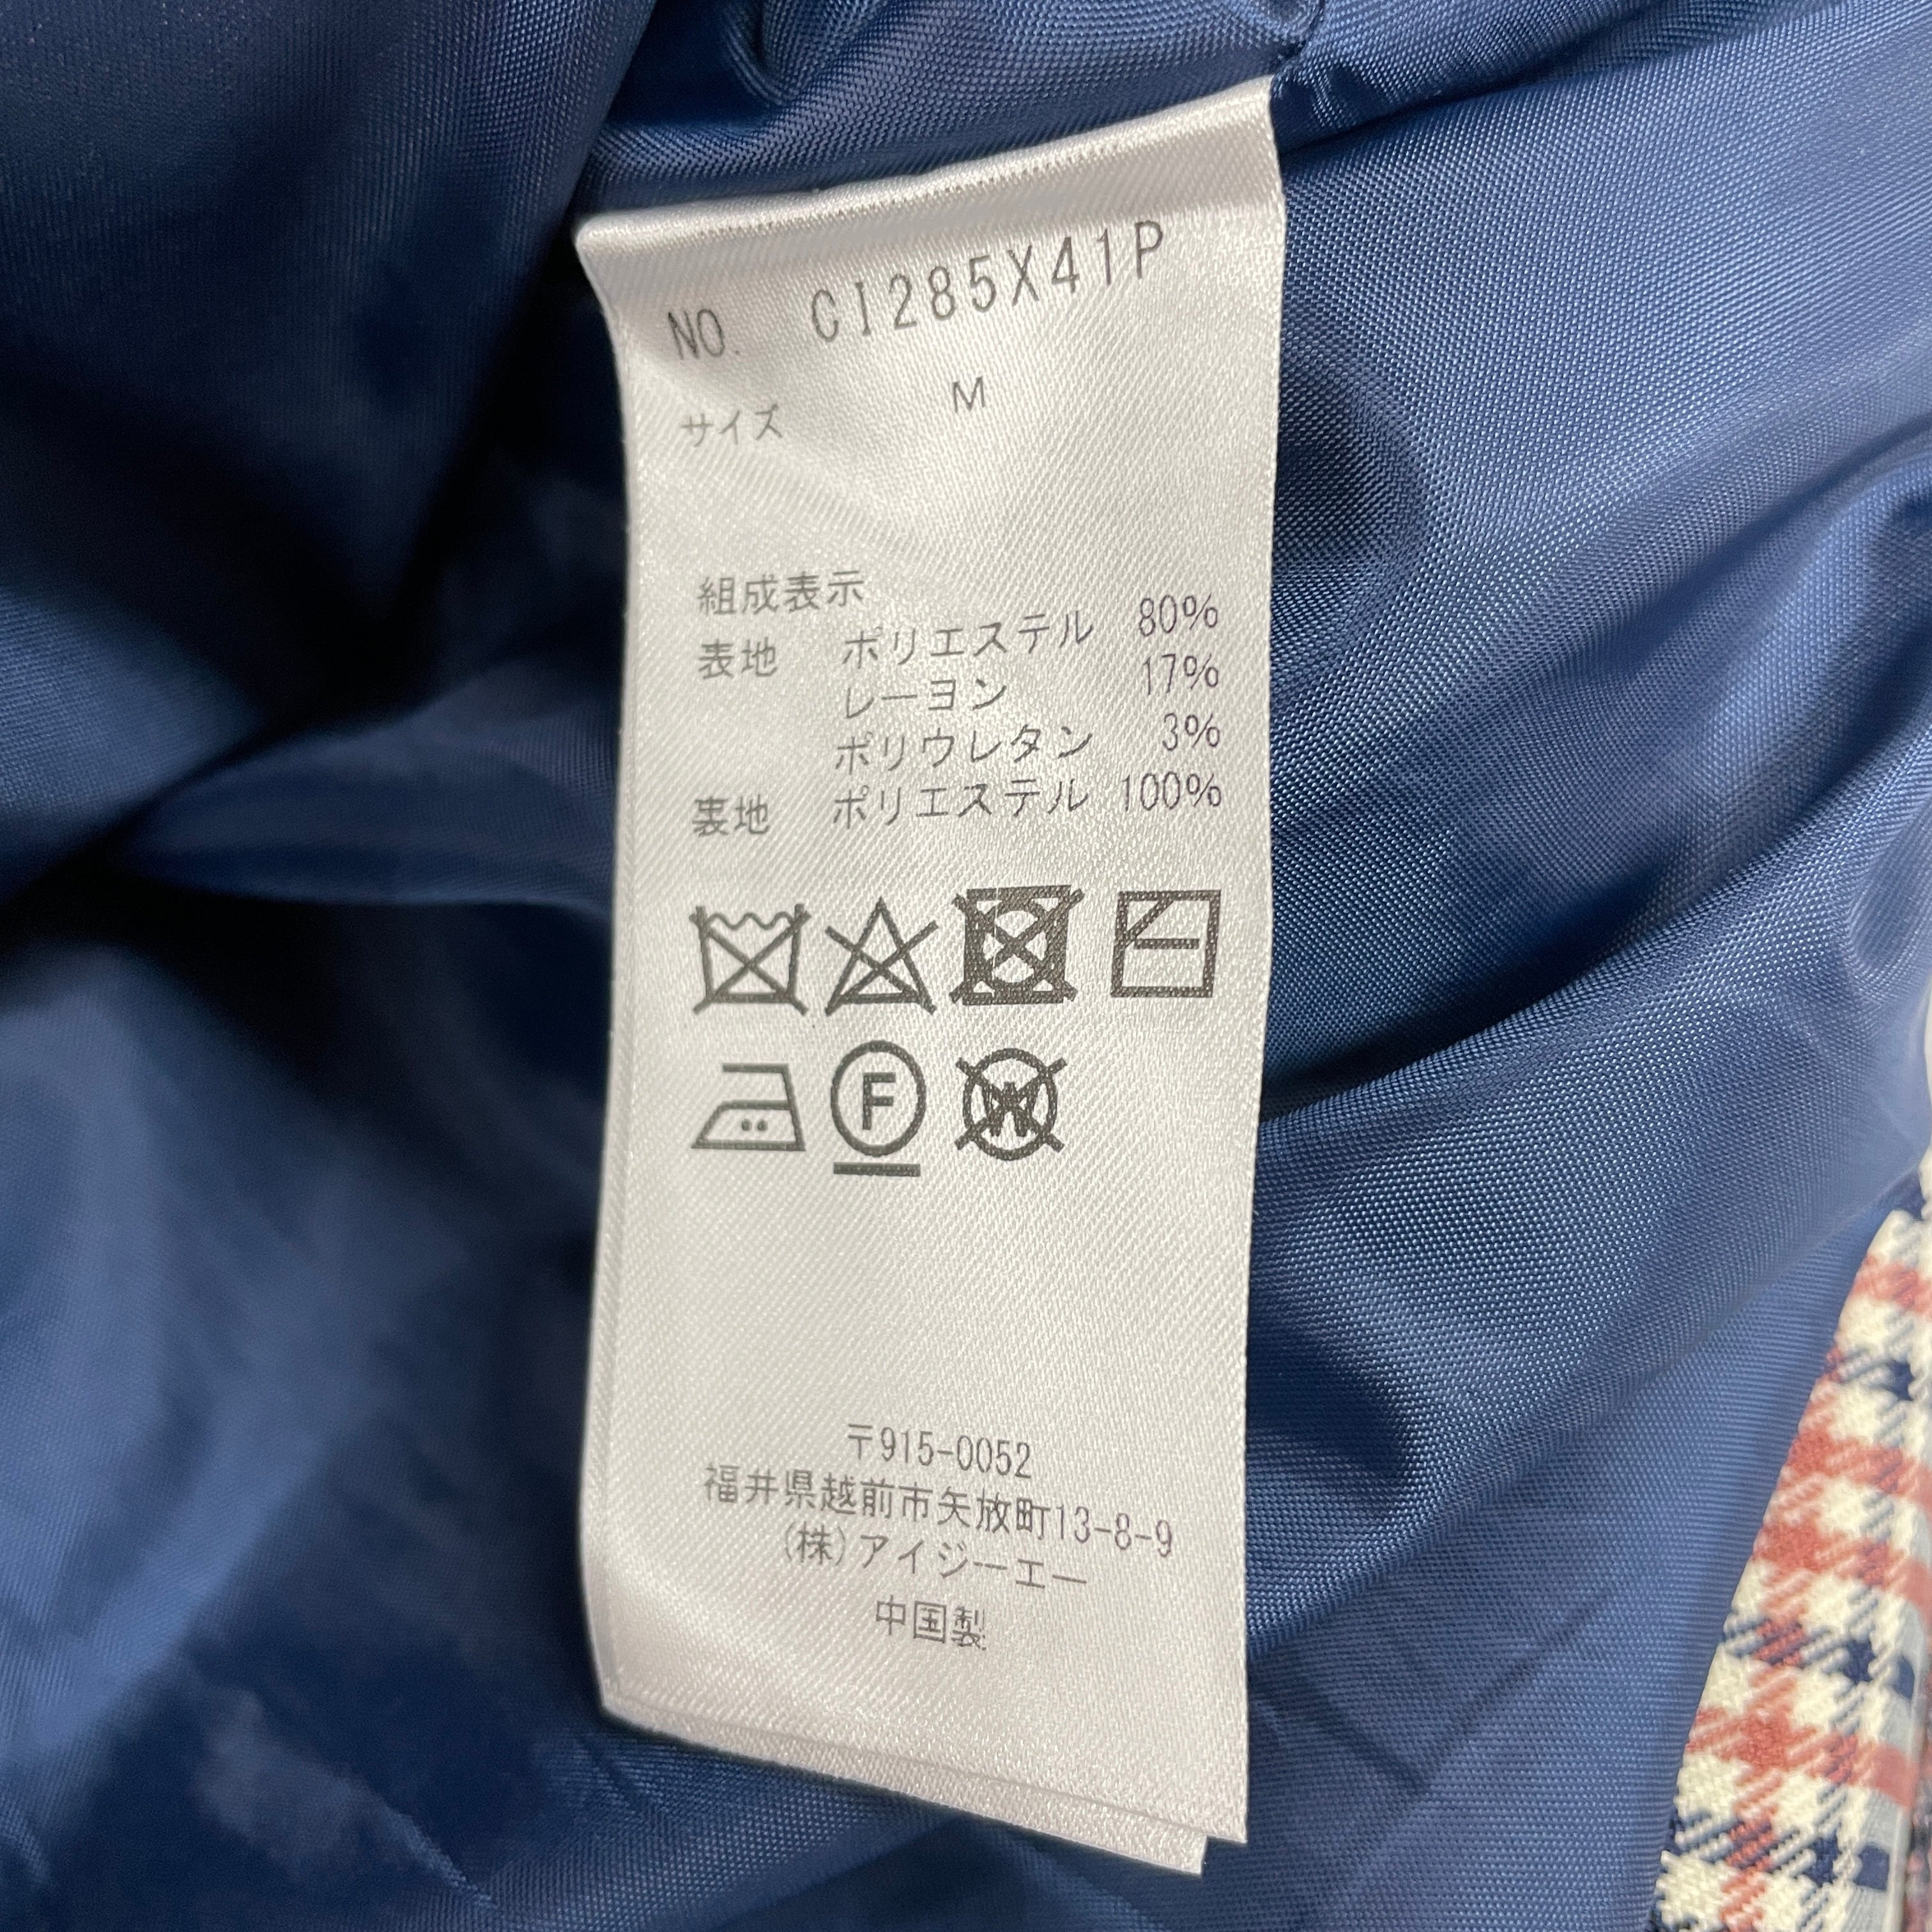 NO. CI285X41P
サイズ M
組成表示
表地 ポリエステル 80%
レーヨン 17%
ポリウレタン 3%
裏地 ポリエステル 100%
F
W
〒915-0052
福井県越前市矢放町13-8-9
(株)アイジーエー
中国製